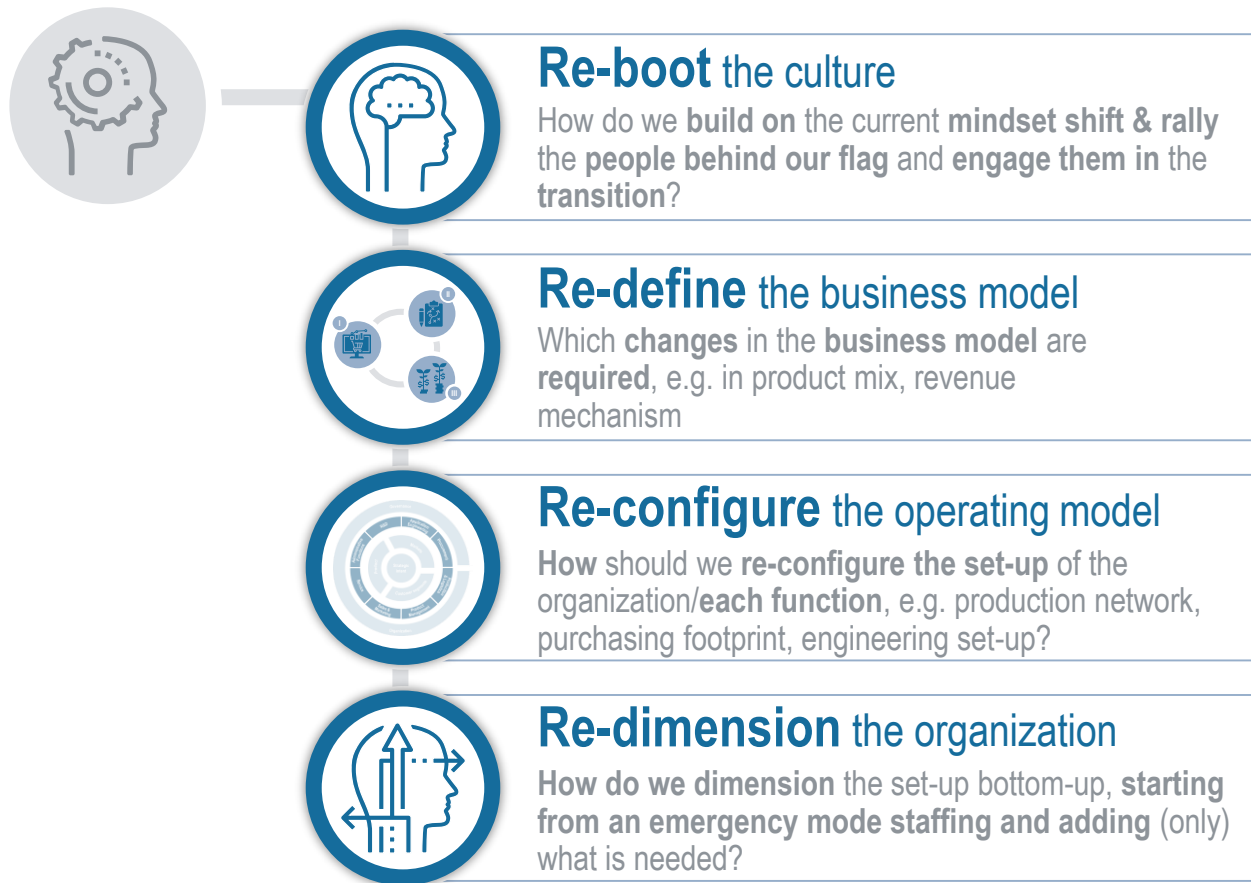 Re-boot the culture
How do we build on the current mindset shift & rally
the people behind our flag and engage them in the
transition?
Re-define the business model
Which changes in the business model are
required, e.g. in product mix, revenue
mechanism
I
II
III
Re-configure the operating model
How should we re-configure the set-up of the
organization/each function, e.g. production network,
purchasing footprint, engineering set-up?
Re-dimension the organization
How do we dimension the set-up bottom-up, starting
from an emergency mode staffing and adding (only)
what is needed?